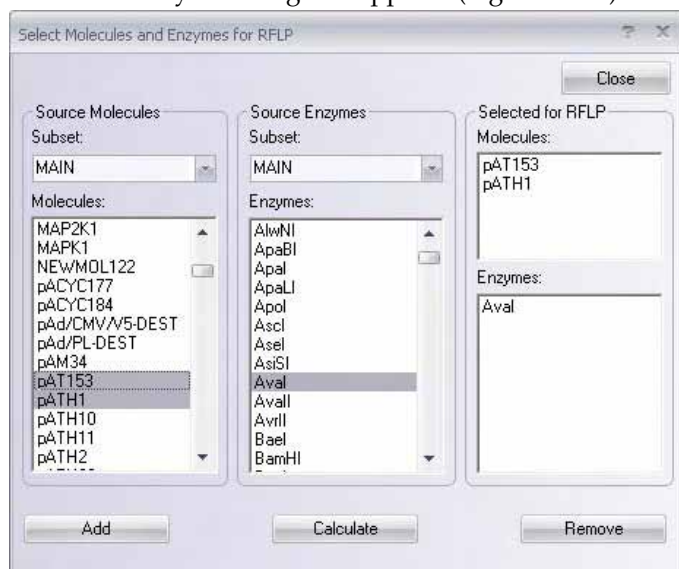 Select Molecules and Enzymes for RFLP
Close
Source Molecules
Subset:
MAIN
Molecules:
MAP2K1
MAPK1
NEWMOL122
pACYC177
pACYC184
pAd/CMV/V5-DEST
pAd/PL-DEST
pAM34
pAT153
pATH1
pATH10
pATH11
pATH2
Source Enzymes
Subset:
MAIN
Enzymes:
AlwNI
ApaBI
ApaI
ApaLI
ApoI
AscI
AseI
AsiSI
AvaI
AvaII
AvrII
BaeI
BamHI
Selected for RFLP
Molecules:
pAT153
pATH1
Enzymes:
AvaI
Add
Calculate
Remove